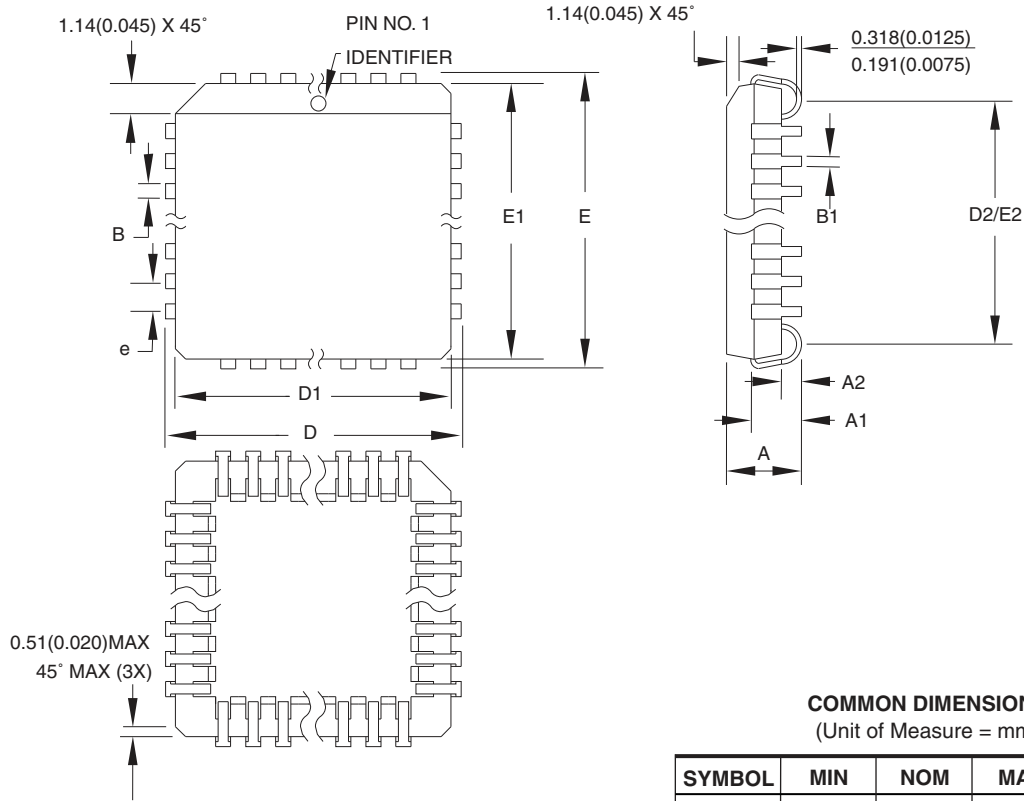 1.14(0.045) X 45˚
PIN NO. 1
IDENTIFIER
1.14(0.045) X 45˚
0.318(0.0125)
0.191(0.0075)
B
e
E1
E
B1
D2/E2
A2
A1
A
D1
D
0.51(0.020)MAX
45˚ MAX (3X)
COMMON DIMENSION
(Unit of Measure = mm
SYMBOL MIN NOM MA